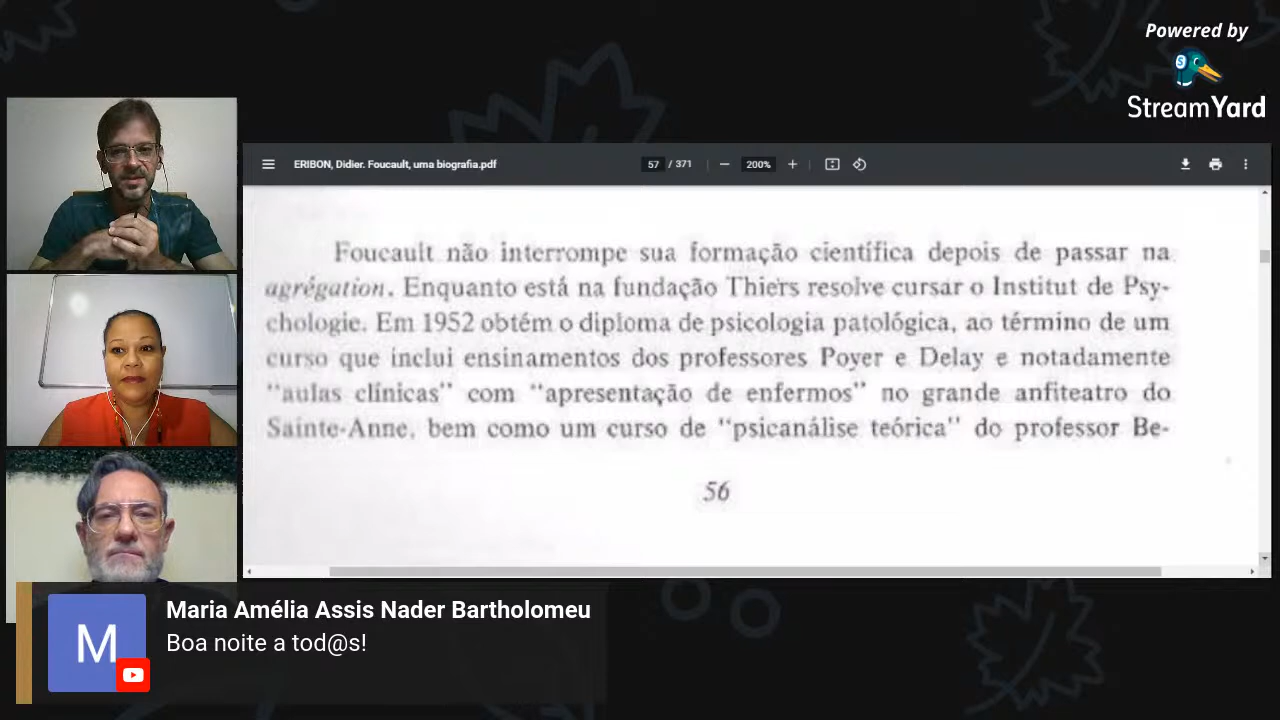 Powered by
StreamYard
ERIBON, Didier. Foucault, uma biografia.pdf
57 / 371
200%
Foucault não interrompe sua formação científica depois de passar na
agrégation. Enquanto está na fundação Thiers resolve cursar o Institut de Psy-
chologie. Em 1952 obtém o diploma de psicologia patológica, ao término de um
curso que inclui ensinamentos dos professores Poyer e Delay e notadamente
"aulas clínicas" com "apresentação de enfermos" no grande anfiteatro do
Sainte-Anne, bem como um curso de "psicanálise teórica" do professor Be-
56
M
Maria Amélia Assis Nader Bartholomeu
Boa noite a tod@s!